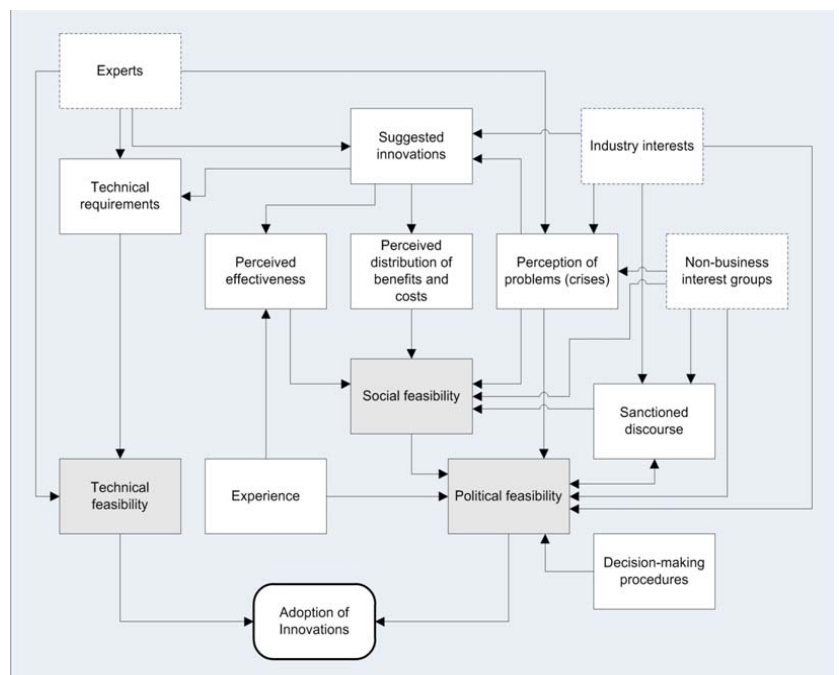 Experts
Suggested
innovations
Industry interests
Technical
requirements
Perceived
effectiveness
Perceived
distribution of
benefits and
costs
Perception of
problems (crises)
Non-business
interest groups
Social feasibility
Sanctioned
discourse
Technical
feasibility
Experience
Political feasibility
Decision-making
procedures
Adoption of
Innovations